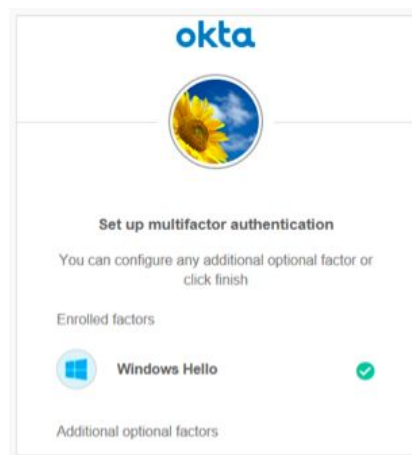 okta
Set up multifactor authentication
You can configure any additional optional factor or
click finish
Enrolled factors
Windows Hello
Additional optional factors